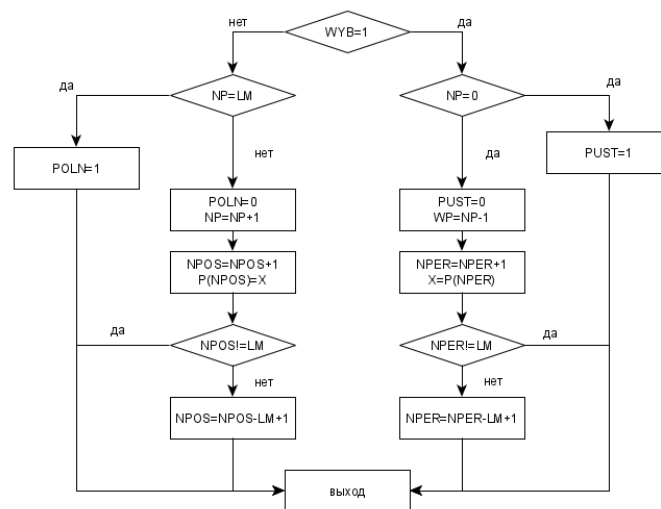 нет
WYB=1
да
да
NP=LM
NP=0
да
POLN=1
нет
да
PUST=1
POLN=0
NP=NP+1
PUST=0
WP=NP-1
NPOS=NPOS+1
P(NPOS)=X
NPER=NPER+1
X=P(NPER)
да
NPOS!=LM
NPER!=LM
да
нет
нет
NPOS=NPOS-LM+1
NPER=NPER-LM+1
выход